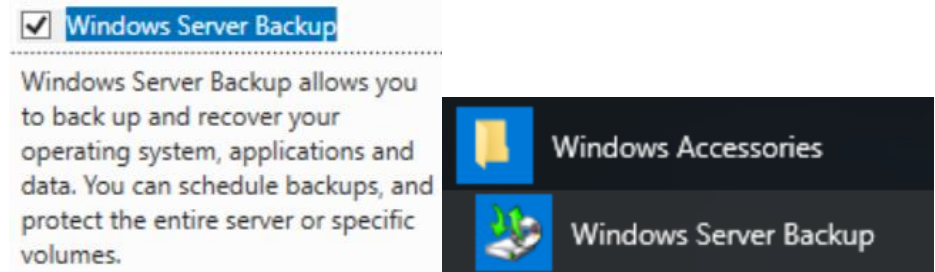 Windows Server Backup
Windows Server Backup allows you
to back up and recover your
operating system, applications and
data. You can schedule backups, and
protect the entire server or specific
volumes.
Windows Accessories
Windows Server Backup